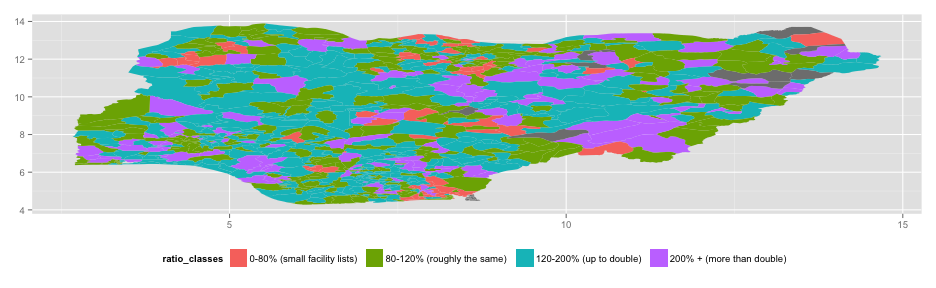 14
12
10
8
6
4
5
10
15
ratio_classes
0-80% (small facility lists)
80-120% (roughly the same)
120-200% (up to double)
200% + (more than double)